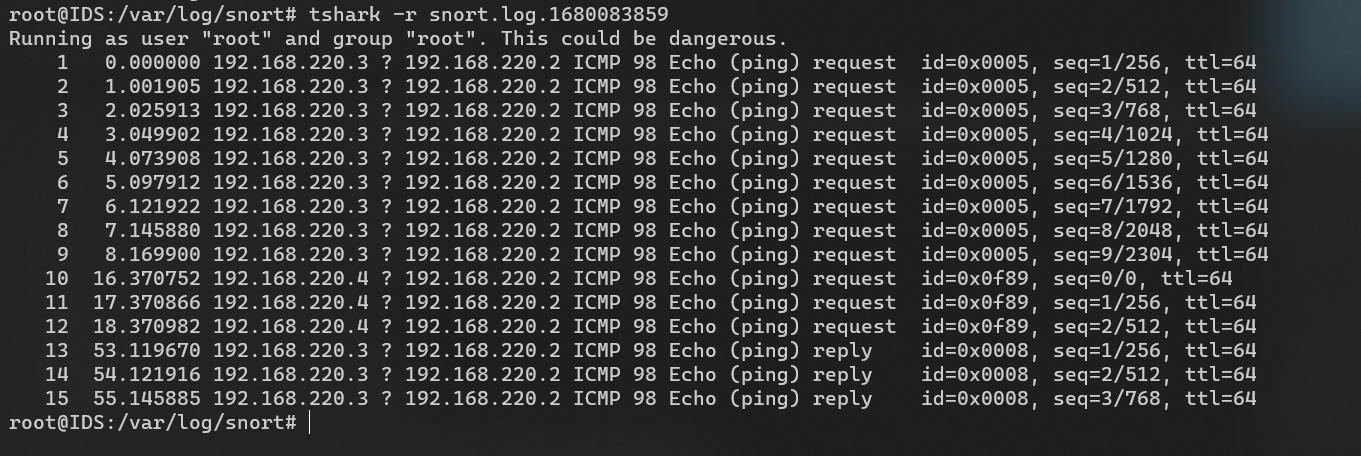 root@IDS:/var/log/snort# tshark -r snort.log.1680083859
Running as user "root" and group "root". This could be dangerous.
1 0.000000 192.168.220.3 ? 192.168.220.2 ICMP 98 Echo (ping) request id=0x0005, seq=1/256, ttl=64
2 1.001905 192.168.220.3 ? 192.168.220.2 ICMP 98 Echo (ping) request id=0x0005, seq=2/512, ttl=64
3 2.025913 192.168.220.3 ? 192.168.220.2 ICMP 98 Echo (ping) request id=0x0005, seq=3/768, ttl=64
4 3.049902 192.168.220.3 ? 192.168.220.2 ICMP 98 Echo (ping) request id=0x0005, seq=4/1024, ttl=64
5 4.073908 192.168.220.3 ? 192.168.220.2 ICMP 98 Echo (ping) request id=0x0005, seq=5/1280, ttl=64
6 5.097912 192.168.220.3 ? 192.168.220.2 ICMP 98 Echo (ping) request id=0x0005, seq=6/1536, ttl=64
7 6.121922 192.168.220.3 ? 192.168.220.2 ICMP 98 Echo (ping) request id=0x0005, seq=7/1792, ttl=64
8 7.145880 192.168.220.3 ? 192.168.220.2 ICMP 98 Echo (ping) request id=0x0005, seq=8/2048, ttl=64
9 8.169900 192.168.220.3 ? 192.168.220.2 ICMP 98 Echo (ping) request id=0x0005, seq=9/2304, ttl=64
10 16.370752 192.168.220.4 ? 192.168.220.2 ICMP 98 Echo (ping) request id=0x0f89, seq=0/0, ttl=64
11 17.370866 192.168.220.4 ? 192.168.220.2 ICMP 98 Echo (ping) request id=0x0f89, seq=1/256, ttl=64
12 18.370982 192.168.220.4 ? 192.168.220.2 ICMP 98 Echo (ping) request id=0x0f89, seq=2/512, ttl=64
13 53.119670 192.168.220.3 ? 192.168.220.2 ICMP 98 Echo (ping) reply id=0x0008, seq=1/256, ttl=64
14 54.121916 192.168.220.3 ? 192.168.220.2 ICMP 98 Echo (ping) reply id=0x0008, seq=2/512, ttl=64
15 55.145885 192.168.220.3 ? 192.168.220.2 ICMP 98 Echo (ping) reply id=0x0008, seq=3/768, ttl=64
root@IDS:/var/log/snort#